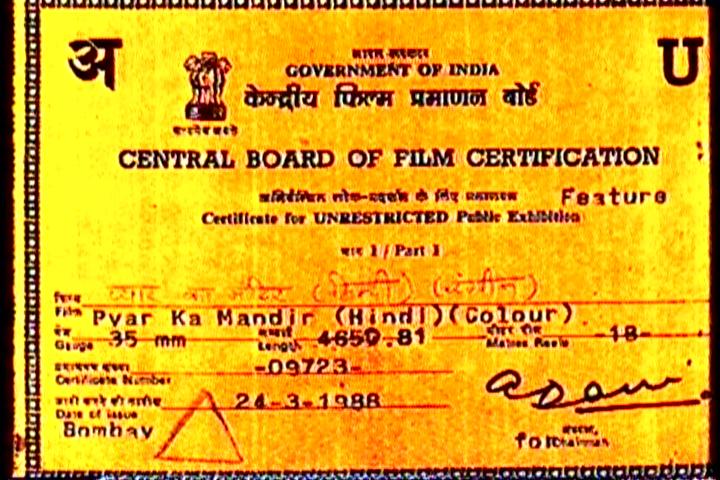 अ U
भारत सरकार
GOVERNMENT OF INDIA
केन्द्रीय फिल्म प्रमाणन बोर्ड
CENTRAL BOARD OF FILM CERTIFICATION
Feature
Certificate for UNRESTRICTED Public Exhibition
भाग 1 / Part 1
प्यार का मंदिर (हिन्दी) (रंगीन)
Film Pyar Ka Mandir (Hindi)(Colour)
Gauge 35 mm Length 4659.81 Reels -18-
Certificate Number -09723-
Date of Issue 24-3-1988
Bombay
for Chairman